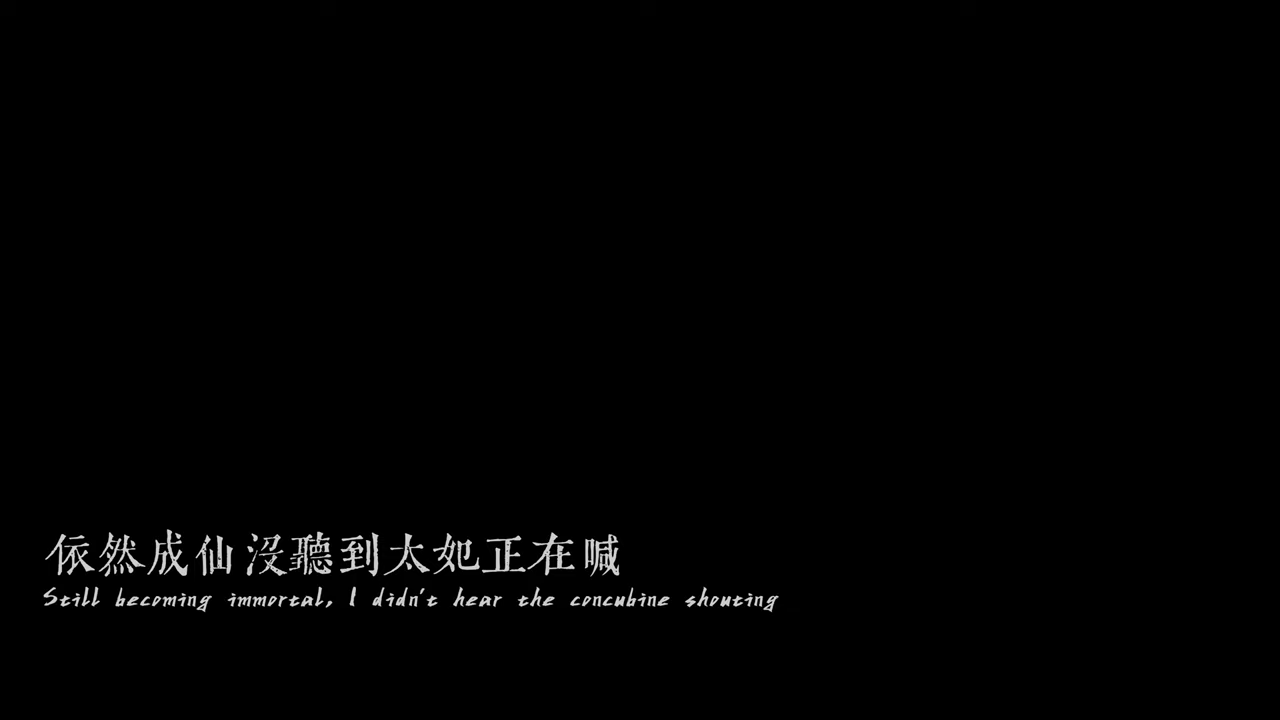 依然成仙沒聽到太妃正在喊
Still becoming immortal, I didn't hear the concubine shouting